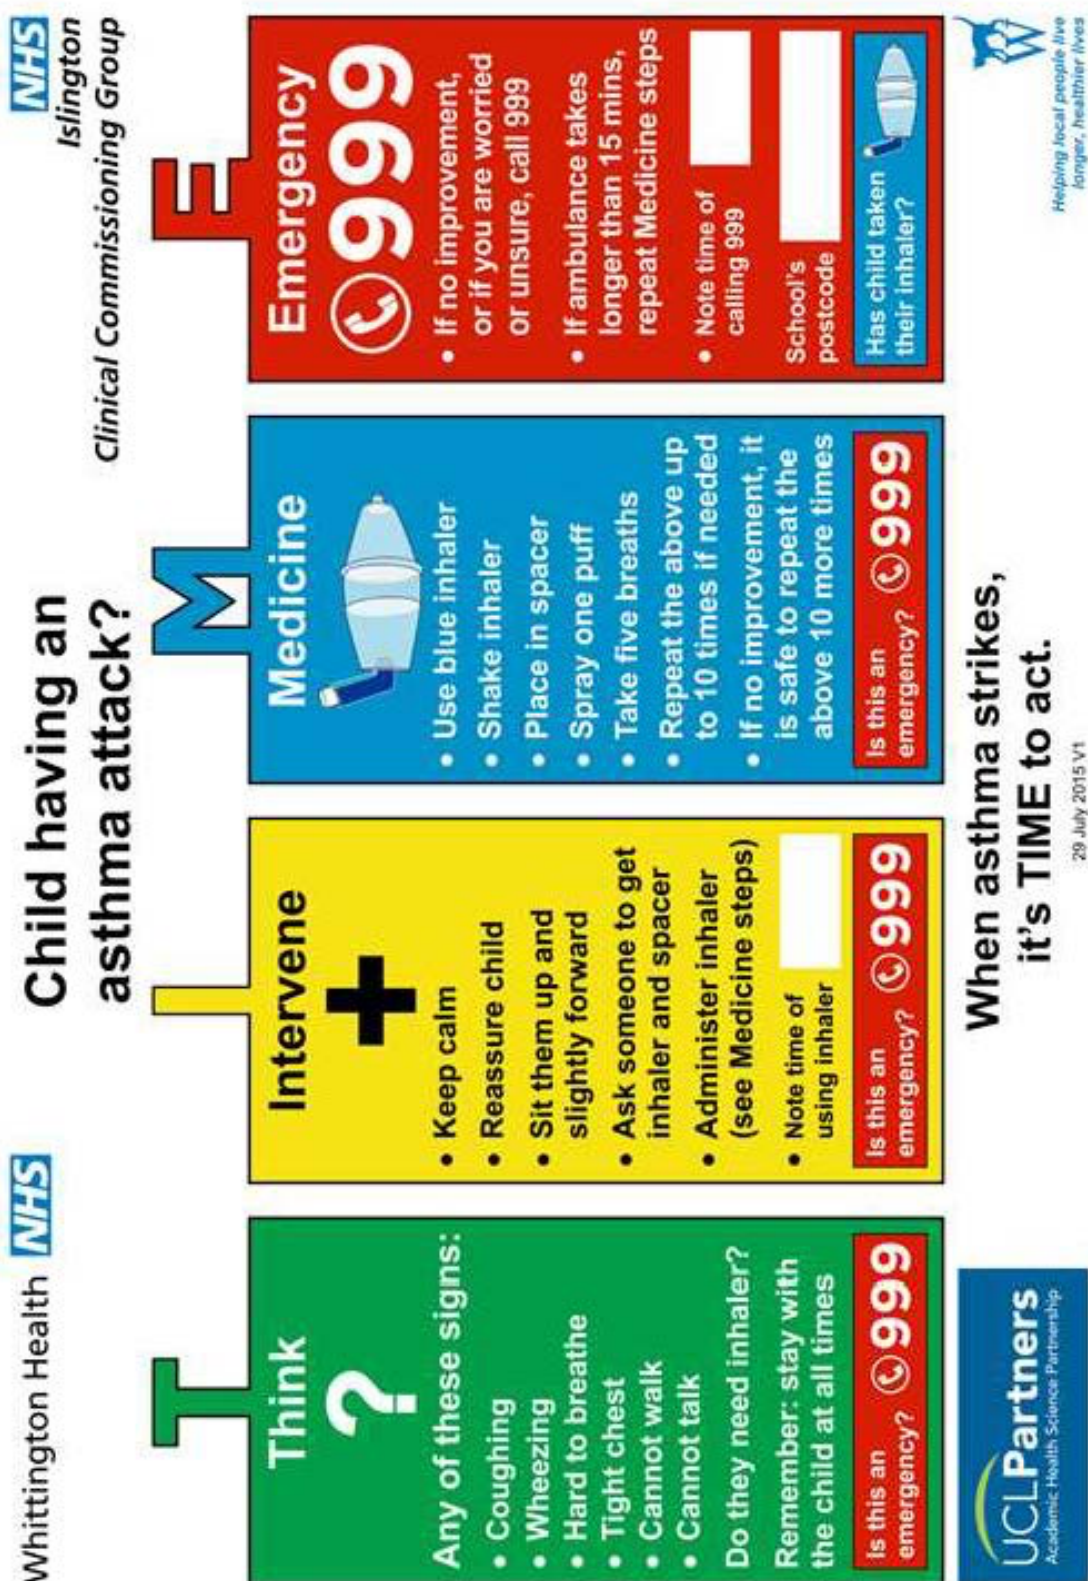 Whittington Health NHS
Child having an
asthma attack?
NHS
Islington
Clinical Commissioning Group
T
Think
?
Any of these signs:
• Coughing
• Wheezing
• Hard to breathe
• Tight chest
• Cannot walk
• Cannot talk
Do they need inhaler?
Remember: stay with
the child at all times
Is this an
emergency? 999
I
Intervene
• Keep calm
• Reassure child
• Sit them up and
slightly forward
• Ask someone to get
inhaler and spacer
• Administer inhaler
(see Medicine steps)
• Note time of
using inhaler
Is this an
emergency? 999
M
Medicine
• Use blue inhaler
• Shake inhaler
• Place in spacer
• Spray one puff
• Take five breaths
• Repeat the above up
to 10 times if needed
• If no improvement, it
is safe to repeat the
above 10 more times
Is this an
emergency? 999
E
Emergency
999
• If no improvement,
or if you are worried
or unsure, call 999
• If ambulance takes
longer than 15 mins,
repeat Medicine steps
• Note time of
calling 999
School's
postcode
Has child taken
their inhaler?
UCLPartners
Academic Health Science Partnership
When asthma strikes,
it's TIME to act.
29 July 2015 V1
W
Helping local people live
longer, healthier lives